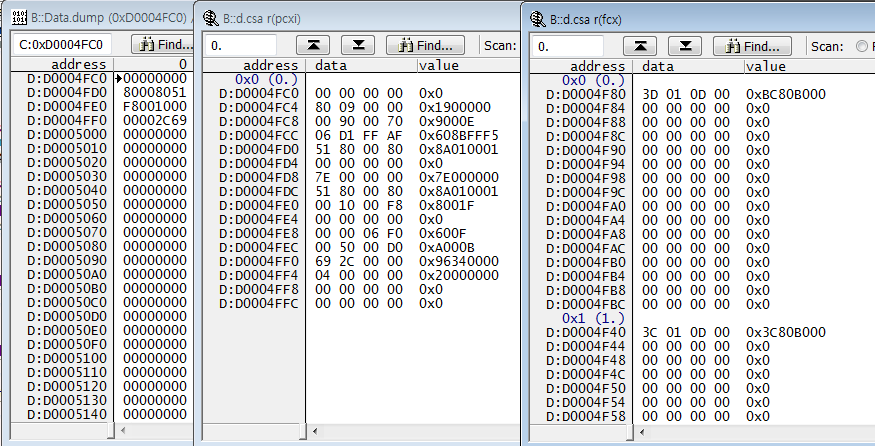 B::Data.dump (0xD0004FC0) /
C:0xD0004FC0 Find...
address 0
D:D0004FC0 00000000
D:D0004FD0 80008051
D:D0004FE0 F8001000
D:D0004FF0 00002C69
D:D0005000 00000000
D:D0005010 00000000
D:D0005020 00000000
D:D0005030 00000000
D:D0005040 00000000
D:D0005050 00000000
D:D0005060 00000000
D:D0005070 00000000
D:D0005080 00000000
D:D0005090 00000000
D:D00050A0 00000000
D:D00050B0 00000000
D:D00050C0 00000000
D:D00050D0 00000000
D:D00050E0 00000000
D:D00050F0 00000000
D:D0005100 00000000
D:D0005110 00000000
D:D0005120 00000000
D:D0005130 00000000
D:D0005140 00000000
B::d.csa r(pcxi)
0. Find... Scan:
address data value
0x0 (0.)
D:D0004FC0 00 00 00 00 0x0
D:D0004FC4 80 09 00 00 0x1900000
D:D0004FC8 00 90 00 70 0x9000E
D:D0004FCC 06 D1 FF AF 0x608BFFF5
D:D0004FD0 51 80 00 80 0x8A010001
D:D0004FD4 00 00 00 00 0x0
D:D0004FD8 7E 00 00 00 0x7E000000
D:D0004FDC 51 80 00 80 0x8A010001
D:D0004FE0 00 10 00 F8 0x8001F
D:D0004FE4 00 00 00 00 0x0
D:D0004FE8 00 00 06 F0 0x600F
D:D0004FEC 00 50 00 D0 0xA000B
D:D0004FF0 69 2C 00 00 0x96340000
D:D0004FF4 04 00 00 00 0x20000000
D:D0004FF8 00 00 00 00 0x0
D:D0004FFC 00 00 00 00 0x0
B::d.csa r(fcx)
0. Find... Scan:
address data value
0x0 (0.)
D:D0004F80 3D 01 0D 00 0xBC80B000
D:D0004F84 00 00 00 00 0x0
D:D0004F88 00 00 00 00 0x0
D:D0004F8C 00 00 00 00 0x0
D:D0004F90 00 00 00 00 0x0
D:D0004F94 00 00 00 00 0x0
D:D0004F98 00 00 00 00 0x0
D:D0004F9C 00 00 00 00 0x0
D:D0004FA0 00 00 00 00 0x0
D:D0004FA4 00 00 00 00 0x0
D:D0004FA8 00 00 00 00 0x0
D:D0004FAC 00 00 00 00 0x0
D:D0004FB0 00 00 00 00 0x0
D:D0004FB4 00 00 00 00 0x0
D:D0004FB8 00 00 00 00 0x0
D:D0004FBC 00 00 00 00 0x0
0x1 (1.)
D:D0004F40 3C 01 0D 00 0x3C80B000
D:D0004F44 00 00 00 00 0x0
D:D0004F48 00 00 00 00 0x0
D:D0004F4C 00 00 00 00 0x0
D:D0004F50 00 00 00 00 0x0
D:D0004F54 00 00 00 00 0x0
D:D0004F58 00 00 00 00 0x0